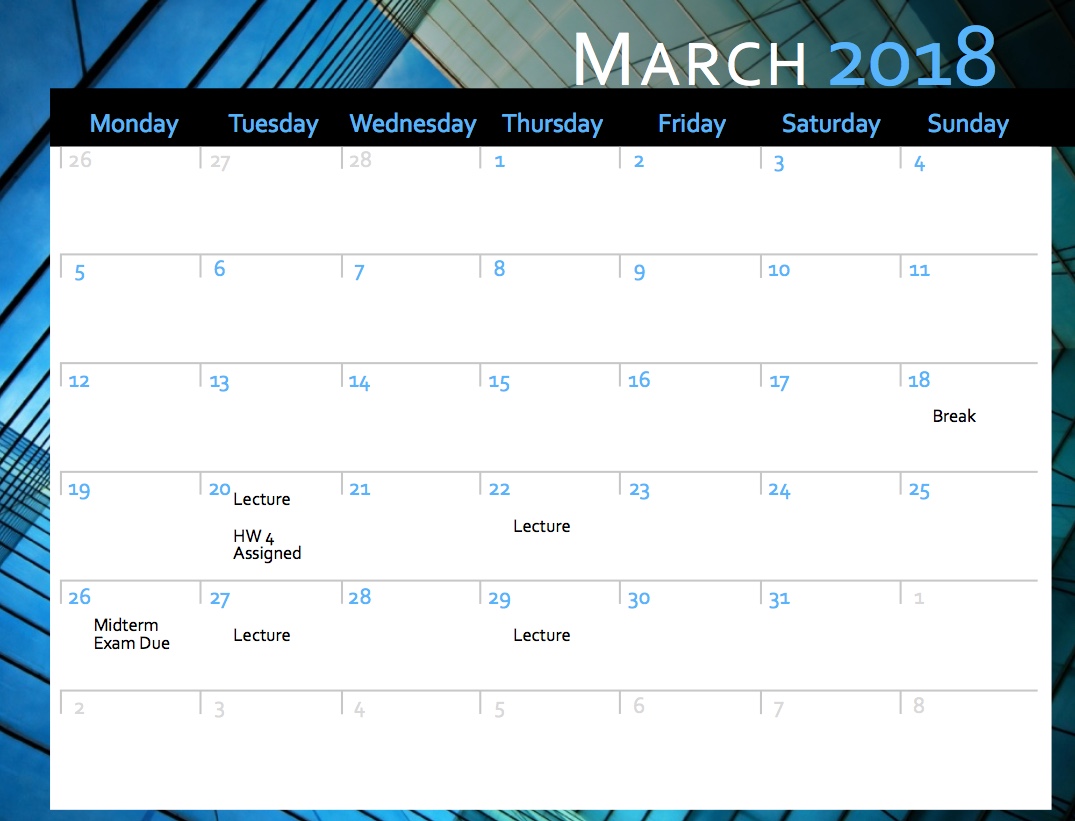 March 2018
Monday Tuesday Wednesday Thursday Friday Saturday Sunday
26 27 28 1 2 3 4
5 6 7 8 9 10 11
12 13 14 15 16 17 18
Break
19 20 21 22 23 24 25
Lecture
HW 4
Assigned
Lecture
26 27 28 29 30 31 1
Midterm
Exam Due
Lecture
Lecture
2 3 4 5 6 7 8